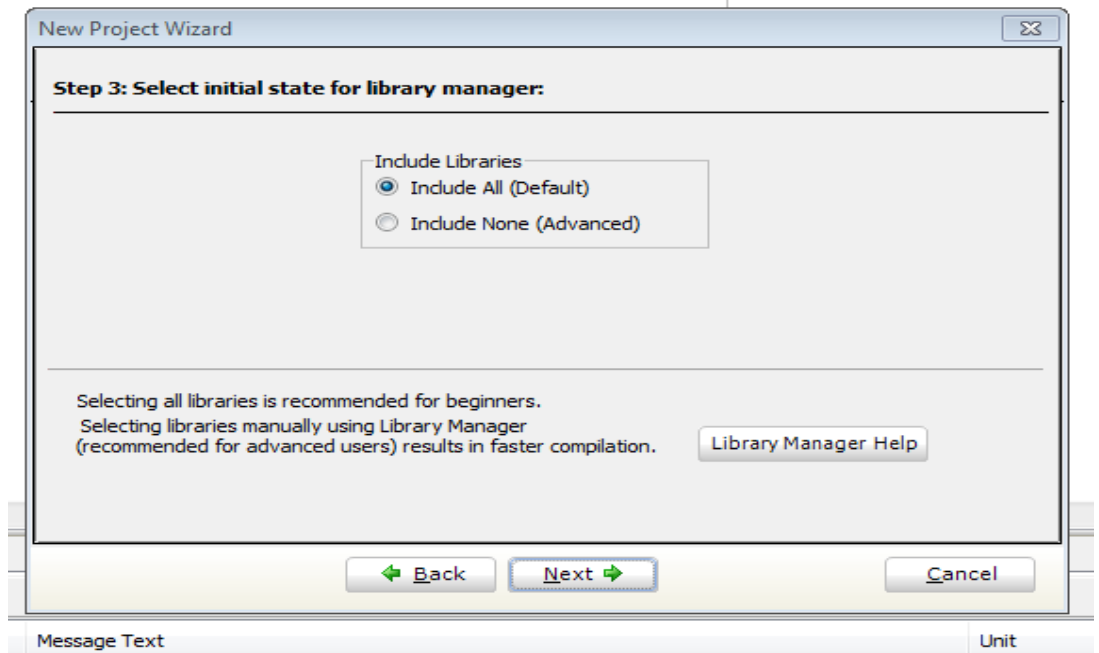 New Project Wizard
Step 3: Select initial state for library manager:
Include Libraries
Include All (Default)
Include None (Advanced)
Selecting all libraries is recommended for beginners.
Selecting libraries manually using Library Manager
(recommended for advanced users) results in faster compilation.
Library Manager Help
Back
Next
Cancel
Message Text
Unit